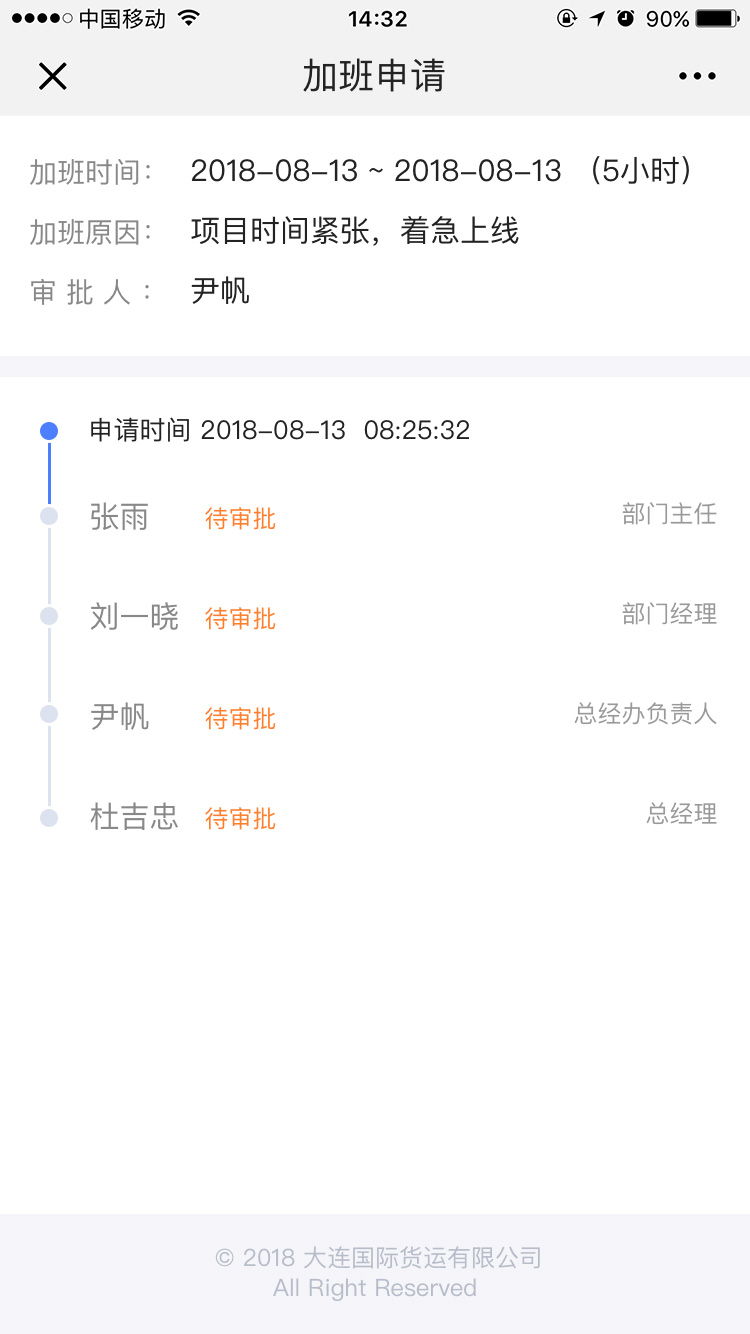 中国移动 14:32 90%
加班申请
加班时间： 2018-08-13 ~ 2018-08-13 （5小时）
加班原因： 项目时间紧张，着急上线
审 批 人 ： 尹帆
申请时间 2018-08-13 08:25:32
张雨 待审批 部门主任
刘一晓 待审批 部门经理
尹帆 待审批 总经办负责人
杜吉忠 待审批 总经理
© 2018 大连国际货运有限公司
All Right Reserved